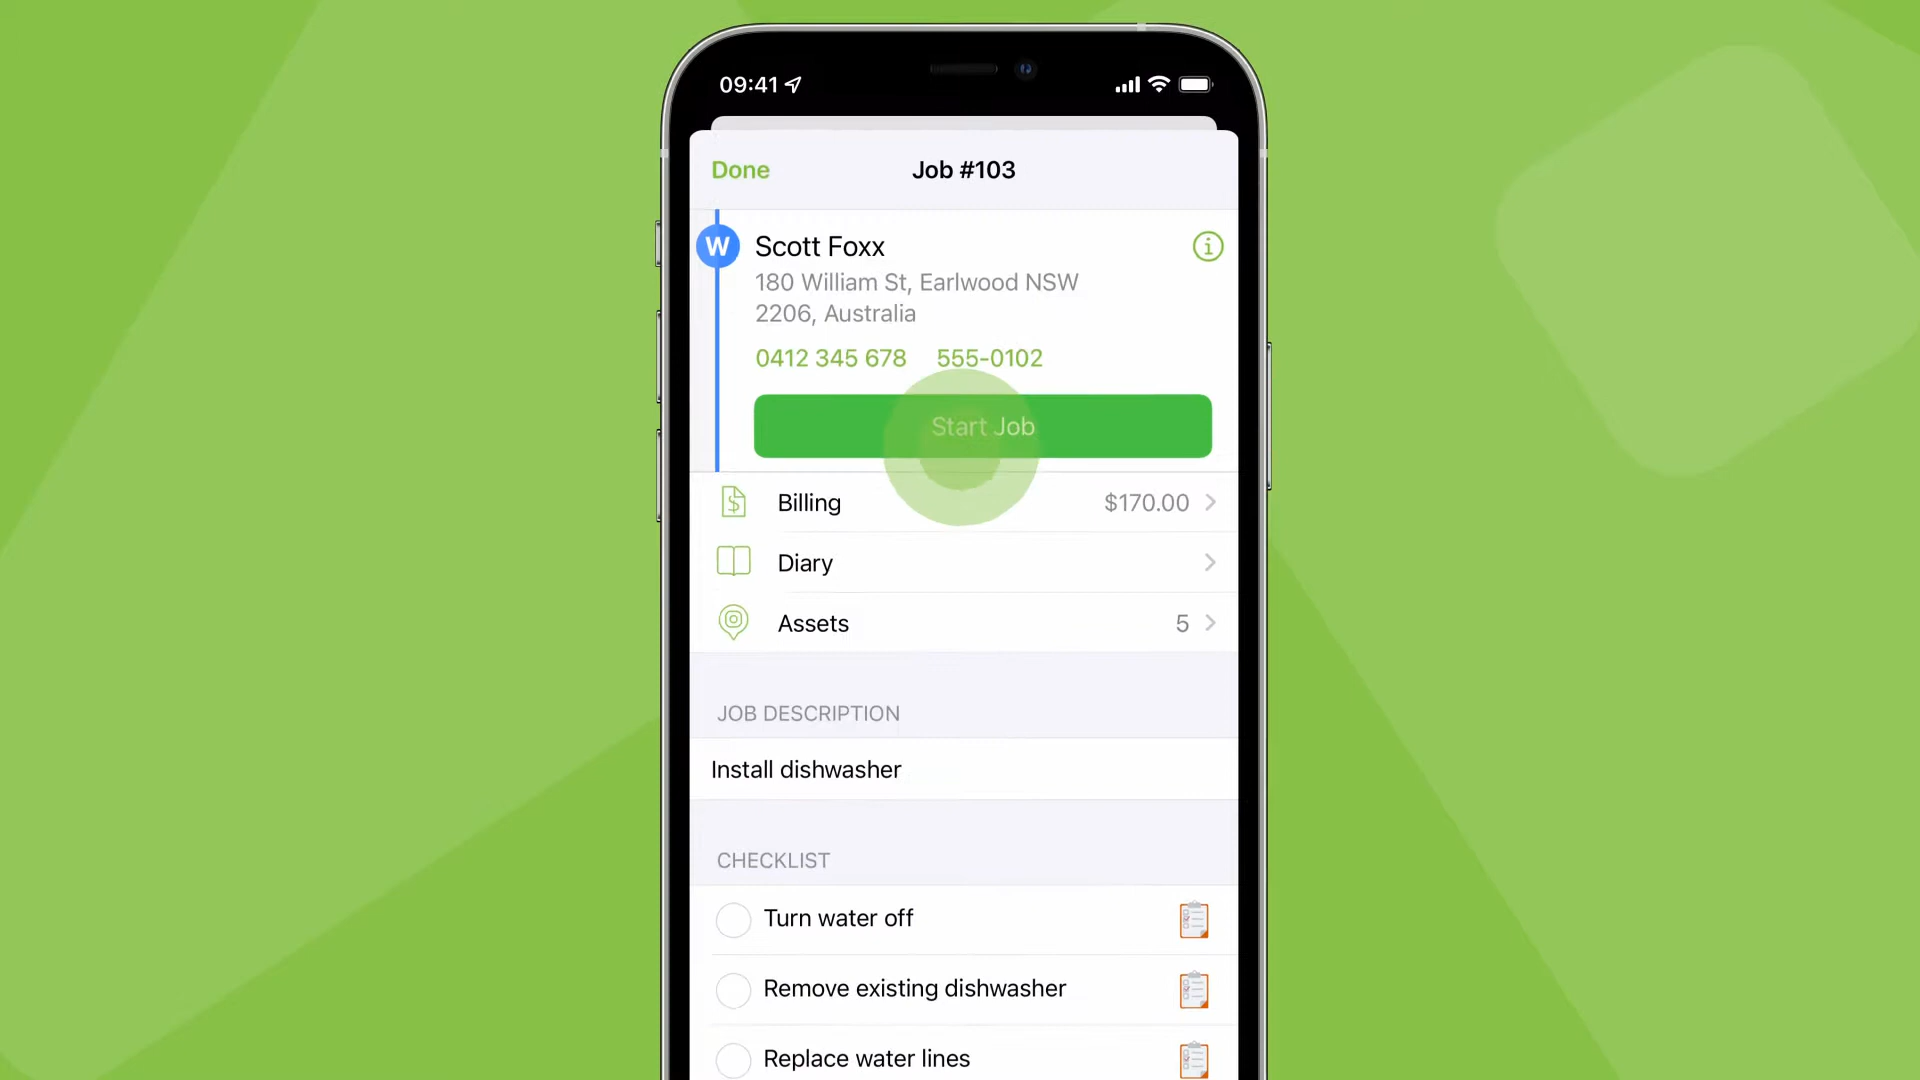 09:41
Done
Job #103
W
Scott Foxx
180 William St, Earlwood NSW
2206, Australia
0412 345 678 555-0102
Start Job
Billing $170.00
Diary
Assets 5
JOB DESCRIPTION
Install dishwasher
CHECKLIST
Turn water off
Remove existing dishwasher
Replace water lines